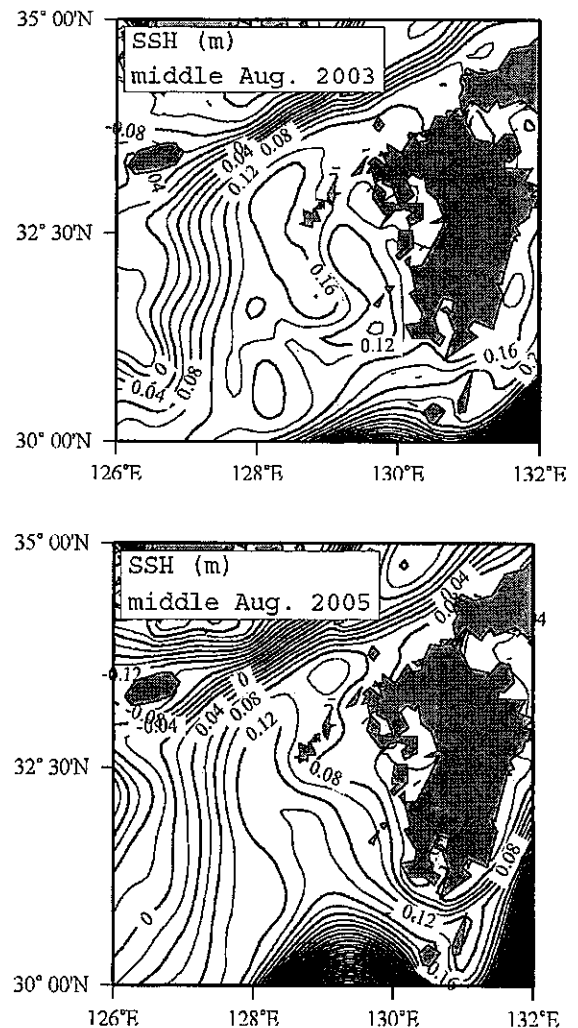 35° 00'N
SSH (m)
middle Aug. 2003
-0.08
0
0.04
0.08
0.12
32° 30'N
0.16
0.12
0
0.04
0.08
0.16
30° 00'N
126°E
128°E
130°E
132°E
35° 00'N
SSH (m)
middle Aug. 2005
0.04
-0.12
0
0.04
0.08
0.12
-0.08
-0.04
32° 30'N
0.08
0.08
0
0.12
0.16
30° 00'N
126°E
128°E
130°E
132°E